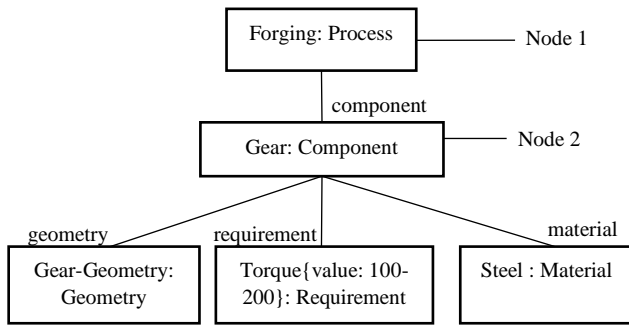 Forging: Process
Node 1
component
Gear: Component
Node 2
geometry
requirement
material
Gear-Geometry:
Geometry
Torque{value: 100-
200}: Requirement
Steel : Material